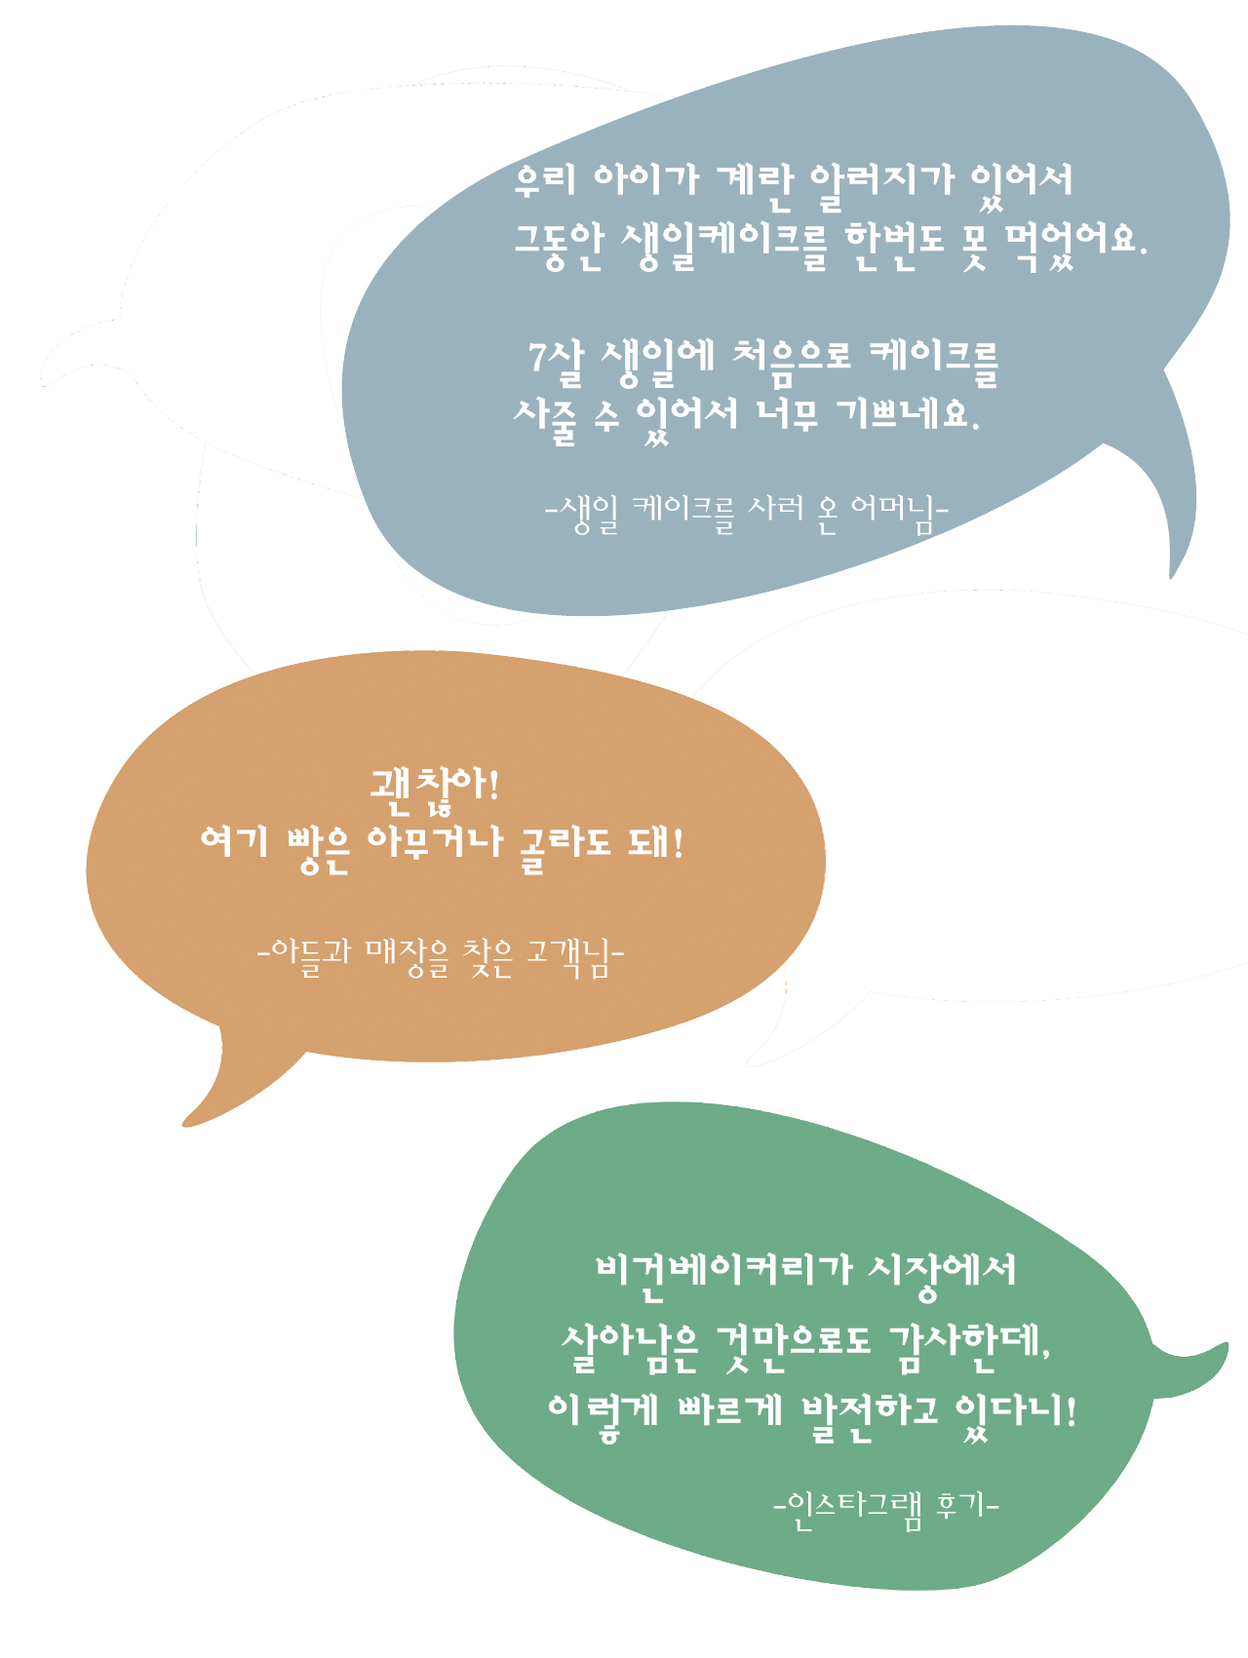 우리 아이가 계란 알러지가 있어서
그동안 생일케이크를 한번도 못 먹었어요.
7살 생일에 처음으로 케이크를
사줄 수 있어서 너무 기쁘네요.
-생일 케이크를 사러 온 어머님-
괜찮아!
여기 빵은 아무거나 골라도 돼!
-아들과 매장을 찾은 고객님-
비건베이커리가 시장에서
살아남은 것만으로도 감사한데,
이렇게 빠르게 발전하고 있다니!
-인스타그램 후기-